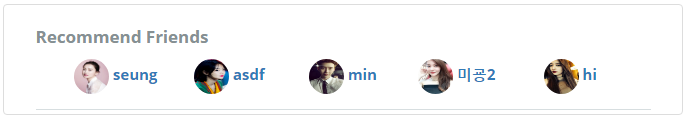 Recommend Friends
seung asdf min 미공2 hi